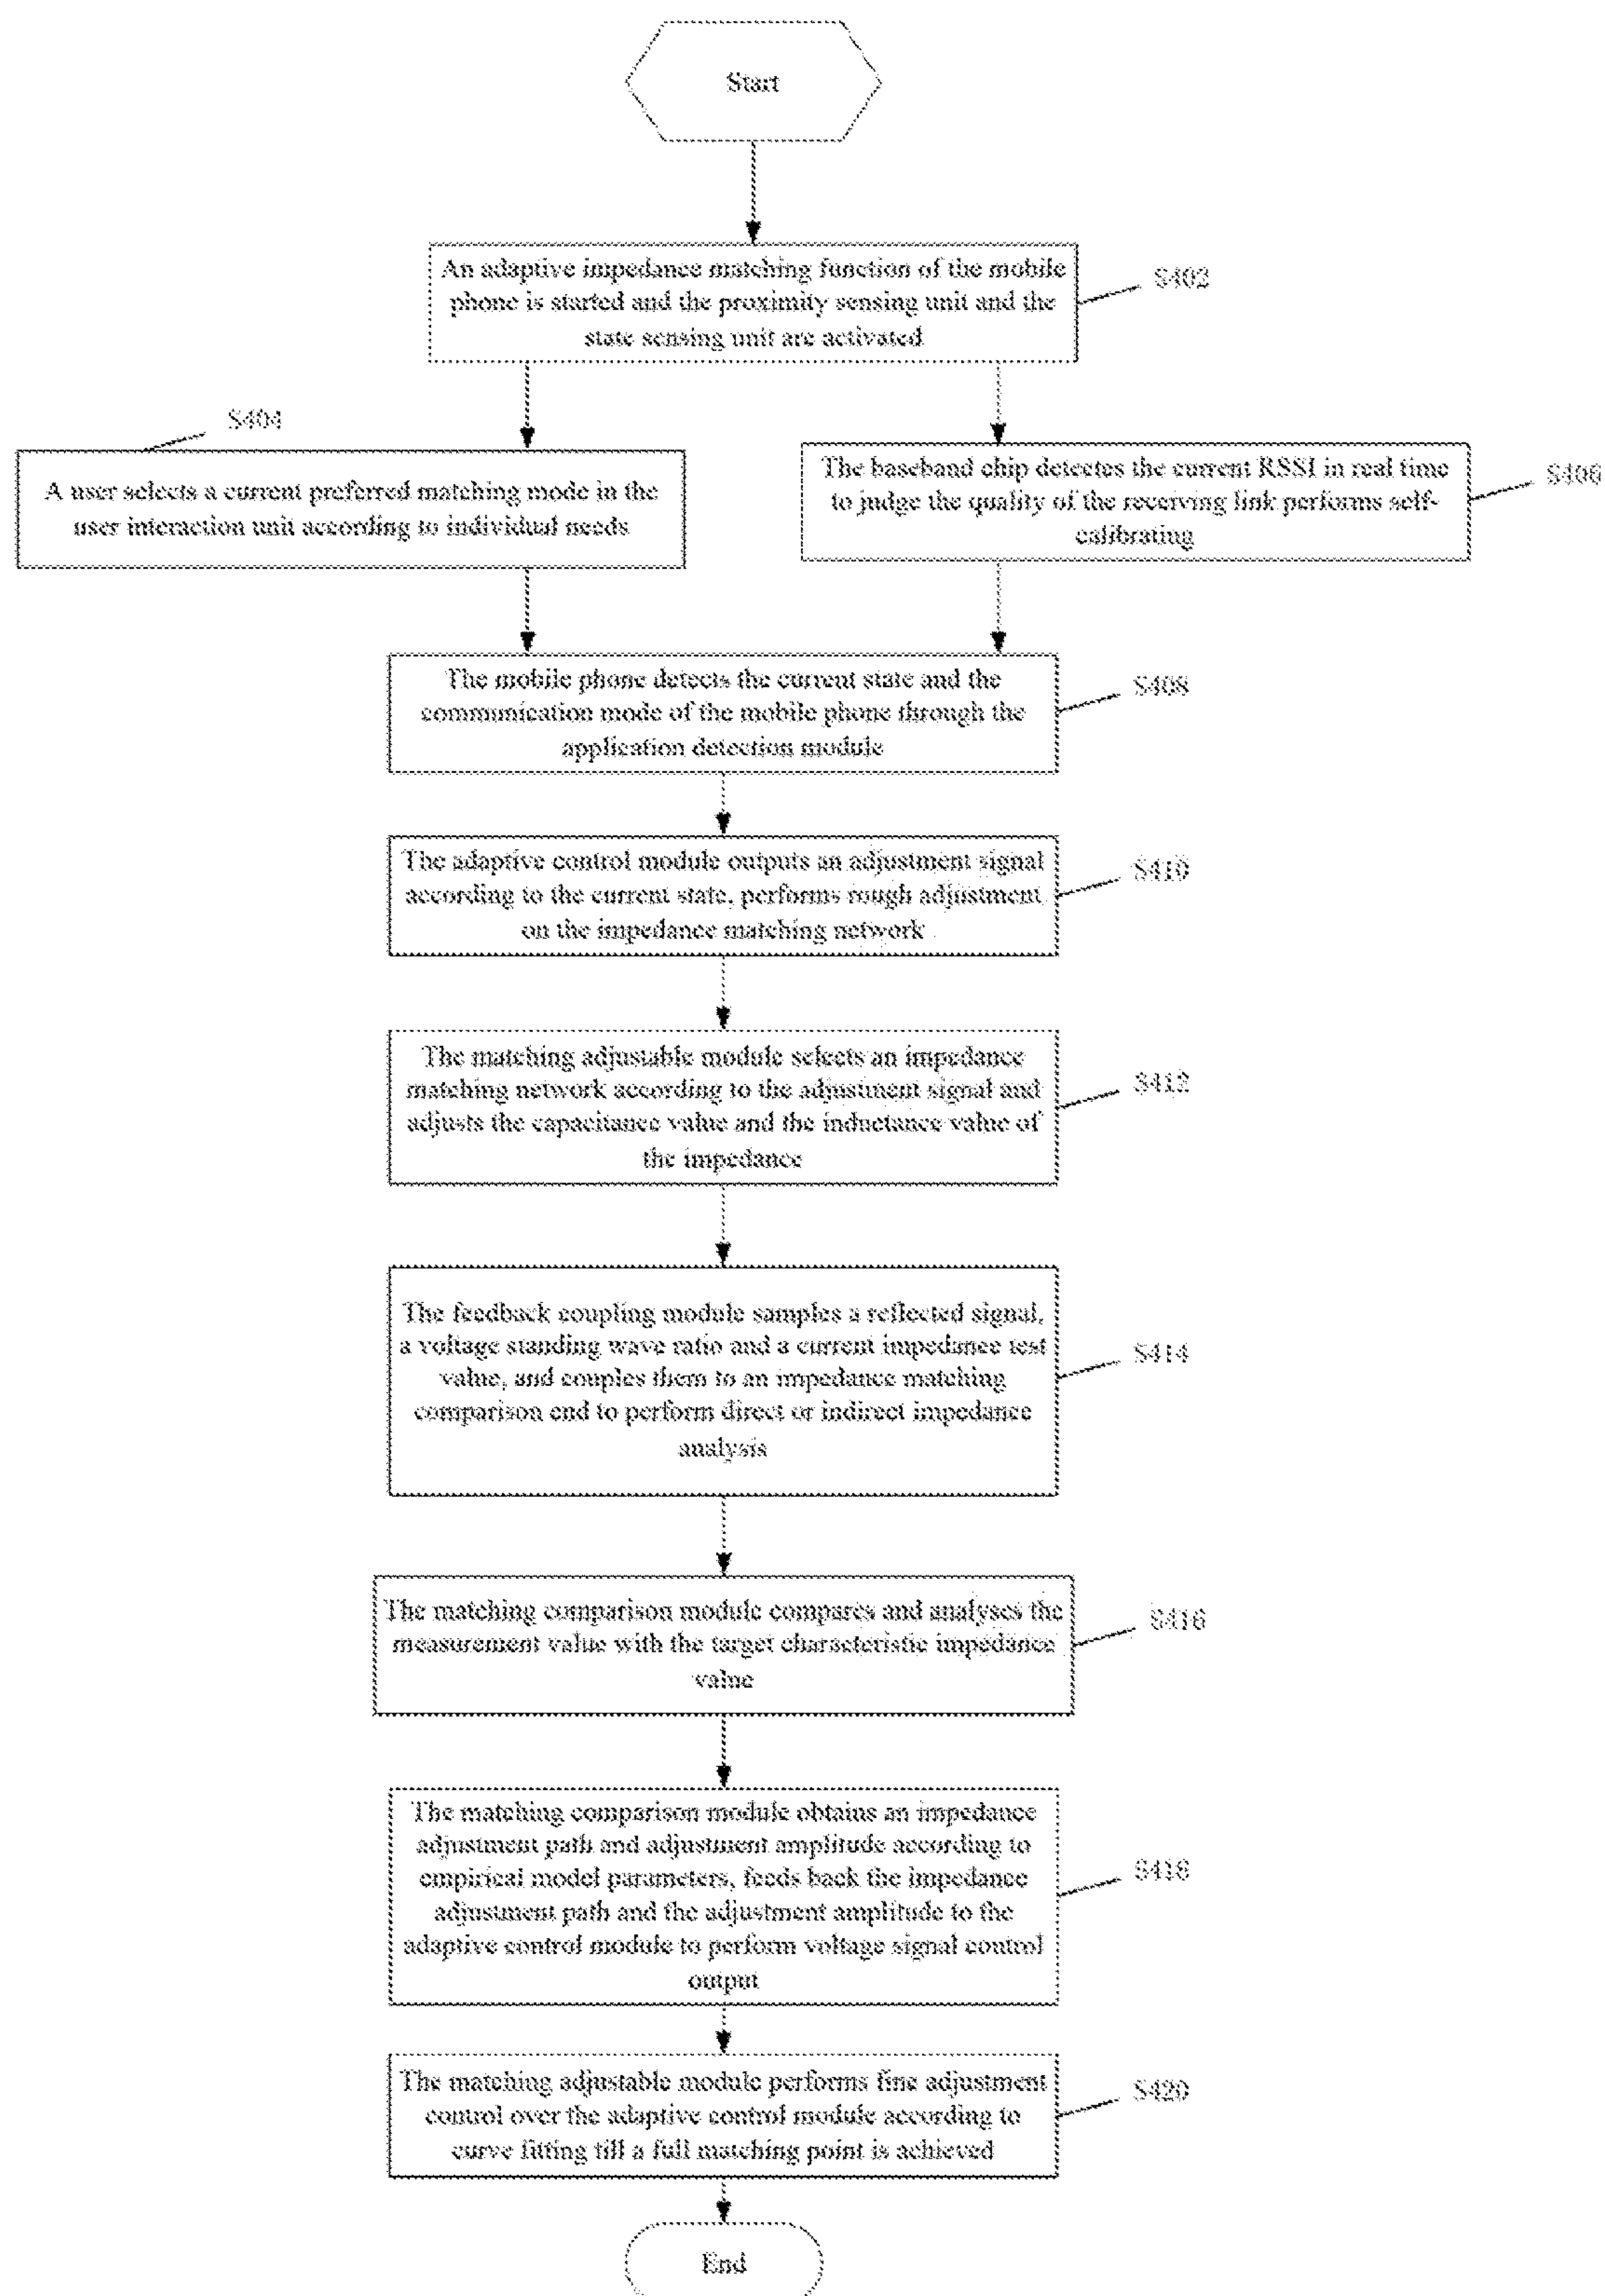 Start
An adaptive impedance matching function of the mobile
phone is started and the proximity sensing unit and the
state sensing unit are activated
S402
S404
A user selects a current preferred matching mode in the
user interaction unit according to individual needs
The baseband chip detectes the current RSSI in real time
to judge the quality of the receiving link performs self-
calibrating
S406
The mobile phone detects the current state and the
communication mode of the mobile phone through the
application detection module
S408
The adaptive control module outputs an adjustment signal
according to the current state, performs rough adjustment
on the impedance matching network
S410
The matching adjustable module selects an impedance
matching network according to the adjustment signal and
adjusts the capacitance value and the inductance value of
the impedance
S412
The feedback coupling module samples a reflected signal,
a voltage standing wave ratio and a current impedance test
value, and couples them to an impedance matching
comparison end to perform direct or indirect impedance
analysis
S414
The matching comparison module compares and analyses the
measurement value with the target characteristic impedance
value
S416
The matching comparison module obtains an impedance
adjustment path and adjustment amplitude according to
empirical model parameters, feeds back the impedance
adjustment path and the adjustment amplitude to the
adaptive control module to perform voltage signal control
output
S418
The matching adjustable module performs fine adjustment
control over the adaptive control module according to
curve fitting till a full matching point is achieved
S420
End